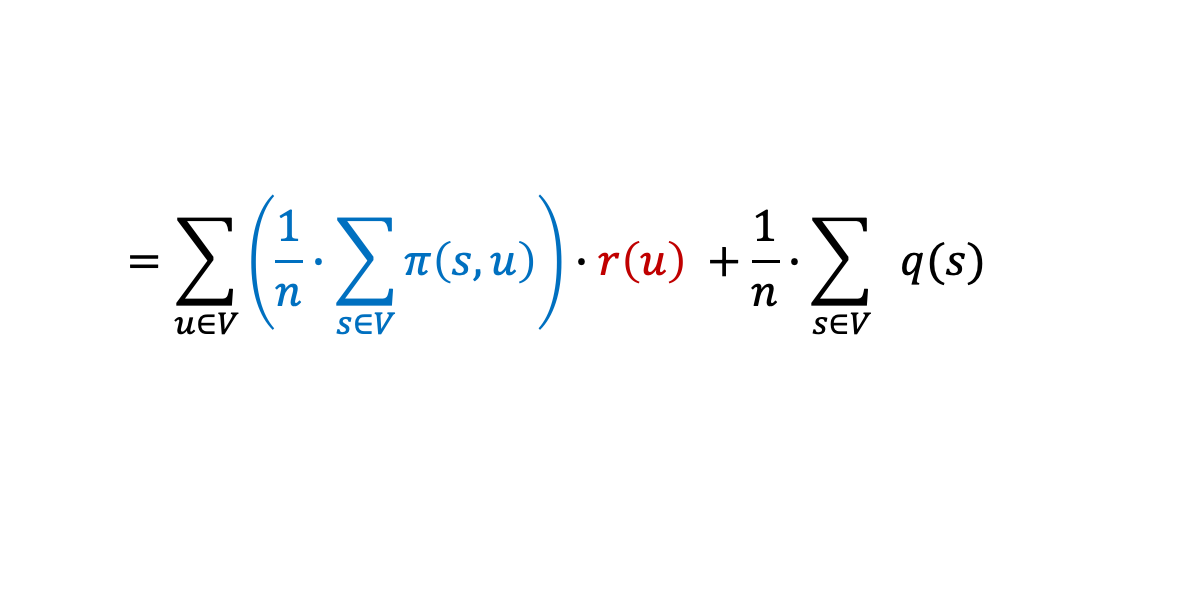 = ∑_{u∈V} (1/n · ∑_{s∈V} π(s, u)) · r(u) + 1/n · ∑_{s∈V} q(s)